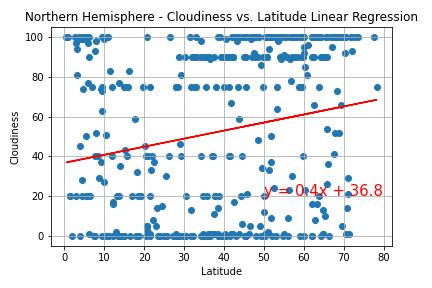 Northern Hemisphere - Cloudiness vs. Latitude Linear Regression
100
80
60
40
20
0
Cloudiness
y = 0.4x + 36.8
0 10 20 30 40 50 60 70 80
Latitude